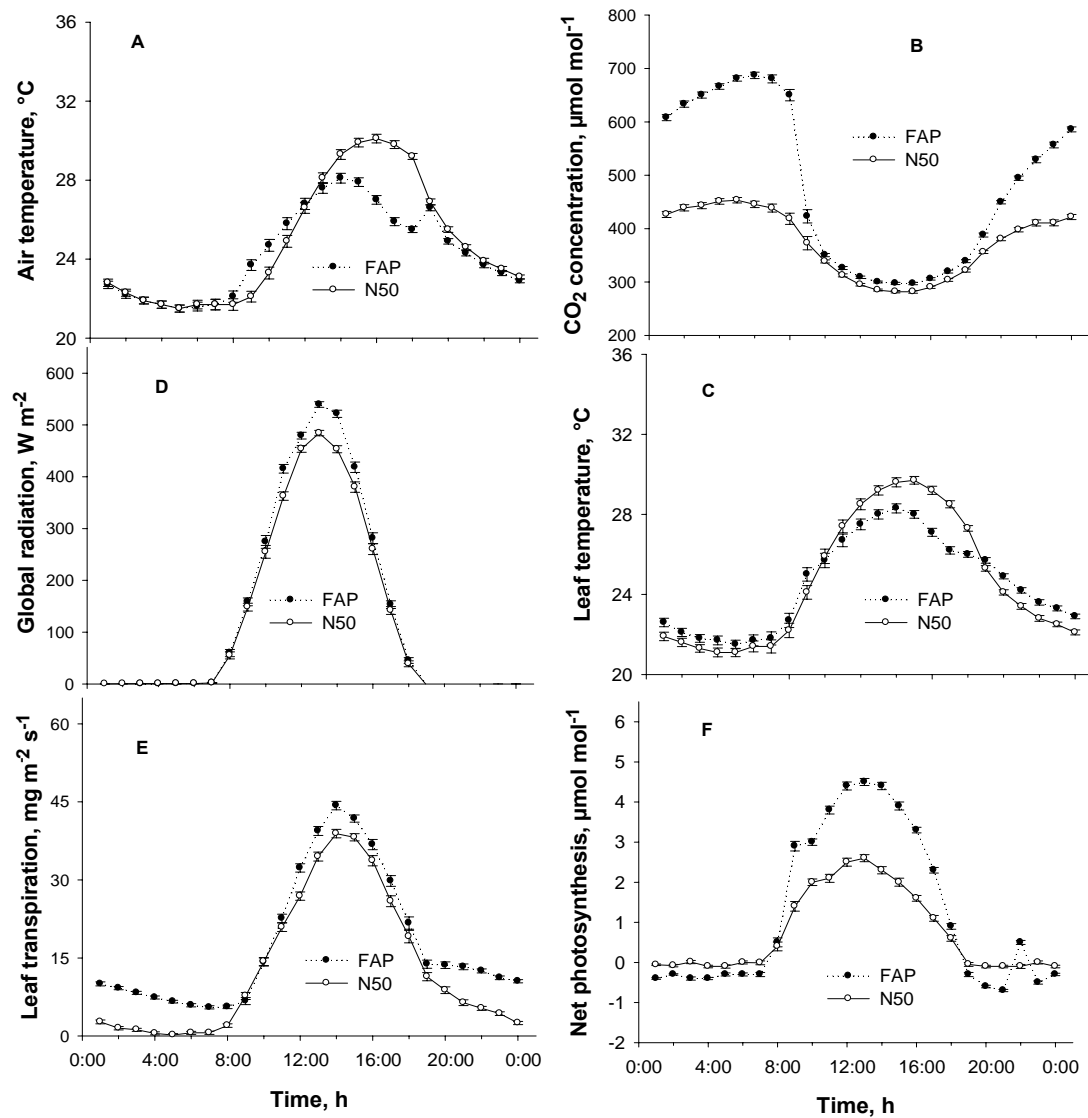 A
Air temperature, °C
36
32
28
24
20
FAP
N50
B
CO2 concentration, µmol mol-1
800
700
600
500
400
300
200
FAP
N50
D
Global radiation, W m-2
600
500
400
300
200
100
0
FAP
N50
C
Leaf temperature, °C
36
32
28
24
20
FAP
N50
E
Leaf transpiration, mg m-2 s-1
60
45
30
15
0
FAP
N50
0:00 4:00 8:00 12:00 16:00 20:00 0:00
Time, h
F
Net photosynthesis, µmol mol-1
6
5
4
3
2
1
0
-1
-2
FAP
N50
0:00 4:00 8:00 12:00 16:00 20:00 0:00
Time, h